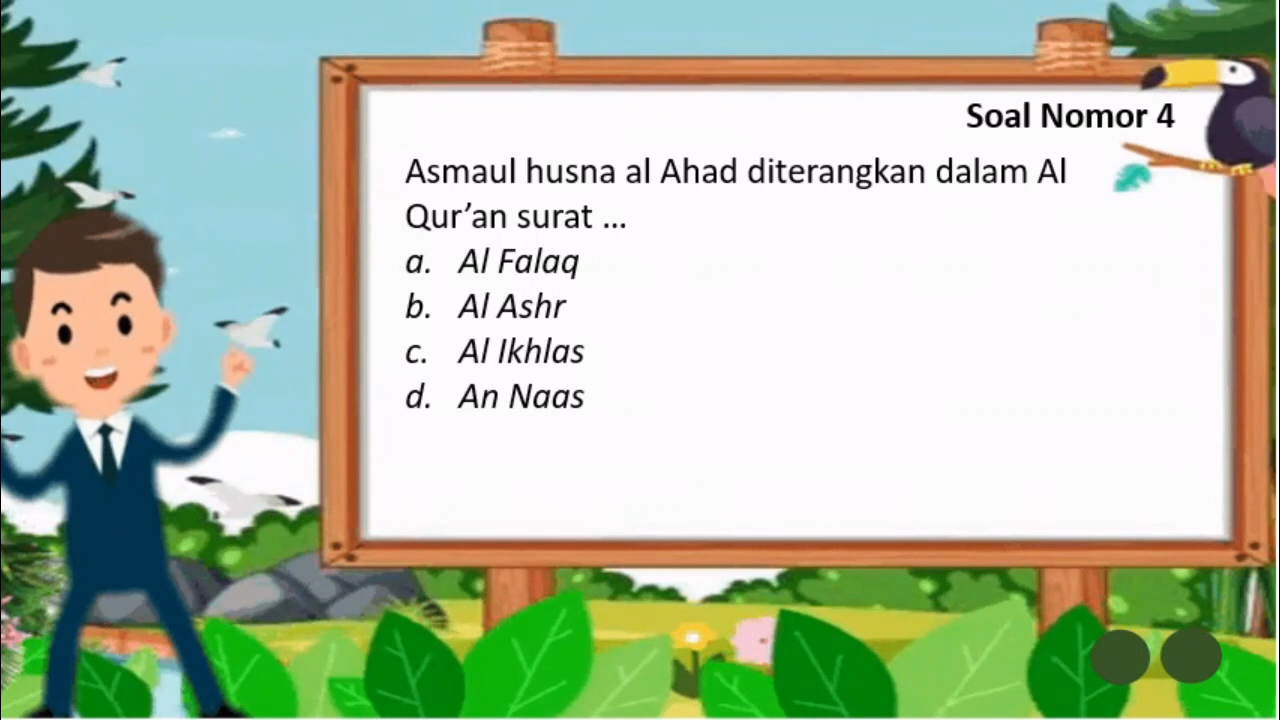 Soal Nomor 4
Asmaul husna al Ahad diterangkan dalam Al
Qur’an surat ...
a. Al Falaq
b. Al Ashr
c. Al Ikhlas
d. An Naas